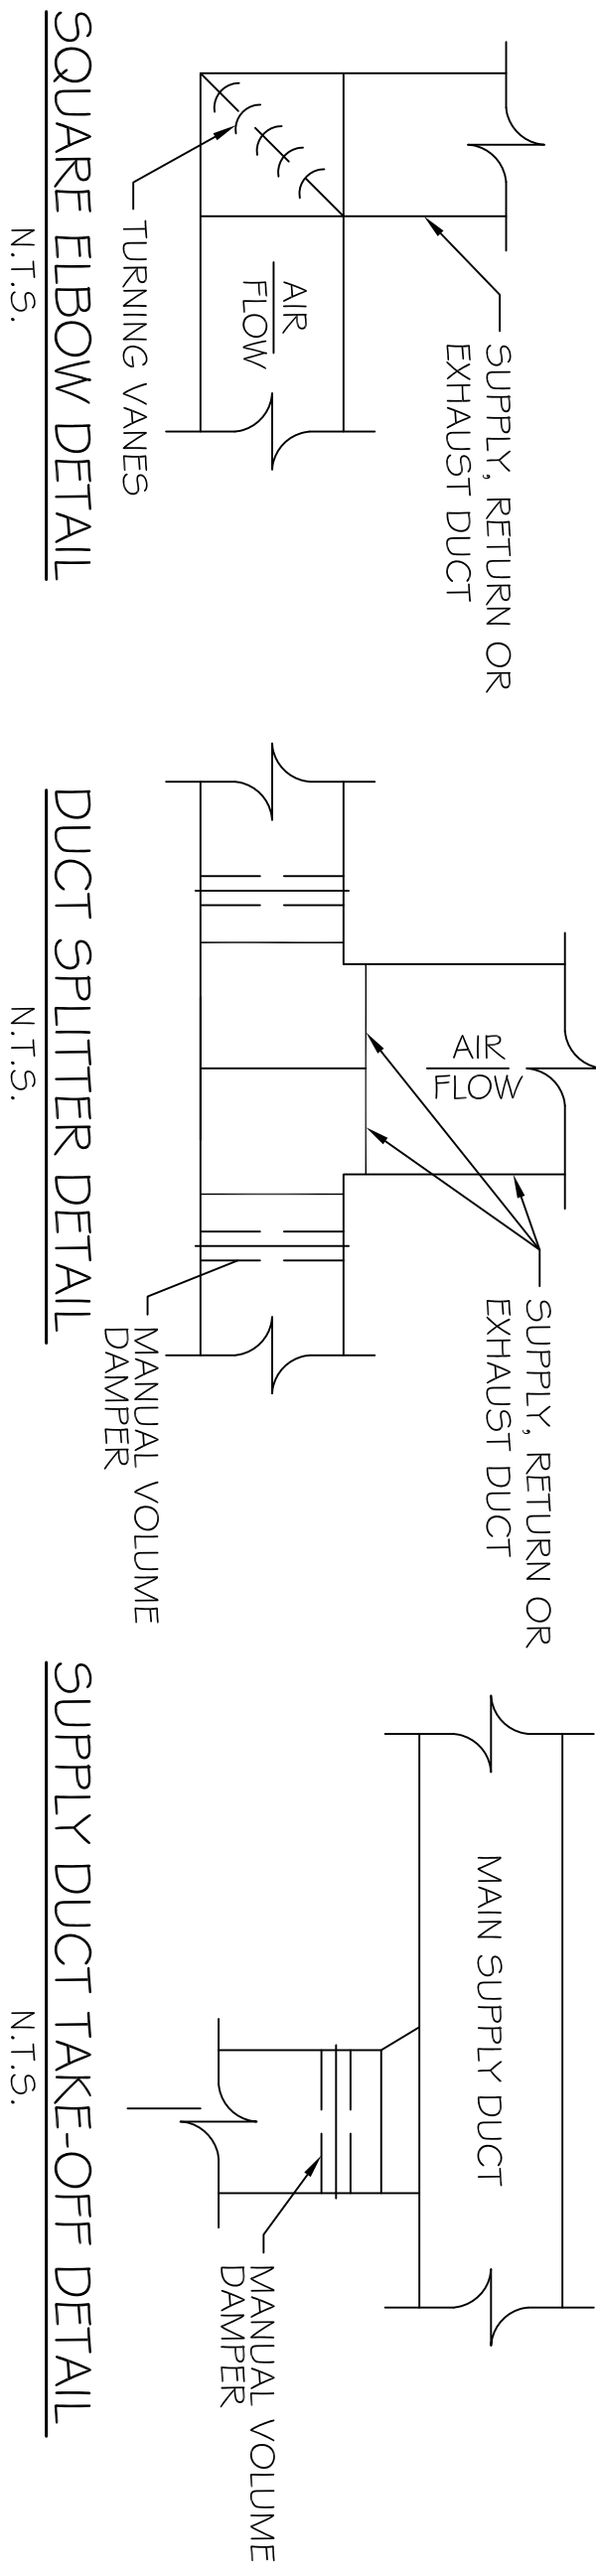 SUPPLY, RETURN OR
EXHAUST DUCT
AIR
FLOW
TURNING VANES
SQUARE ELBOW DETAIL
N.T.S.
AIR
FLOW
SUPPLY, RETURN OR
EXHAUST DUCT
MANUAL VOLUME
DAMPER
DUCT SPLITTER DETAIL
N.T.S.
MAIN SUPPLY DUCT
MANUAL VOLUME
DAMPER
SUPPLY DUCT TAKE-OFF DETAIL
N.T.S.